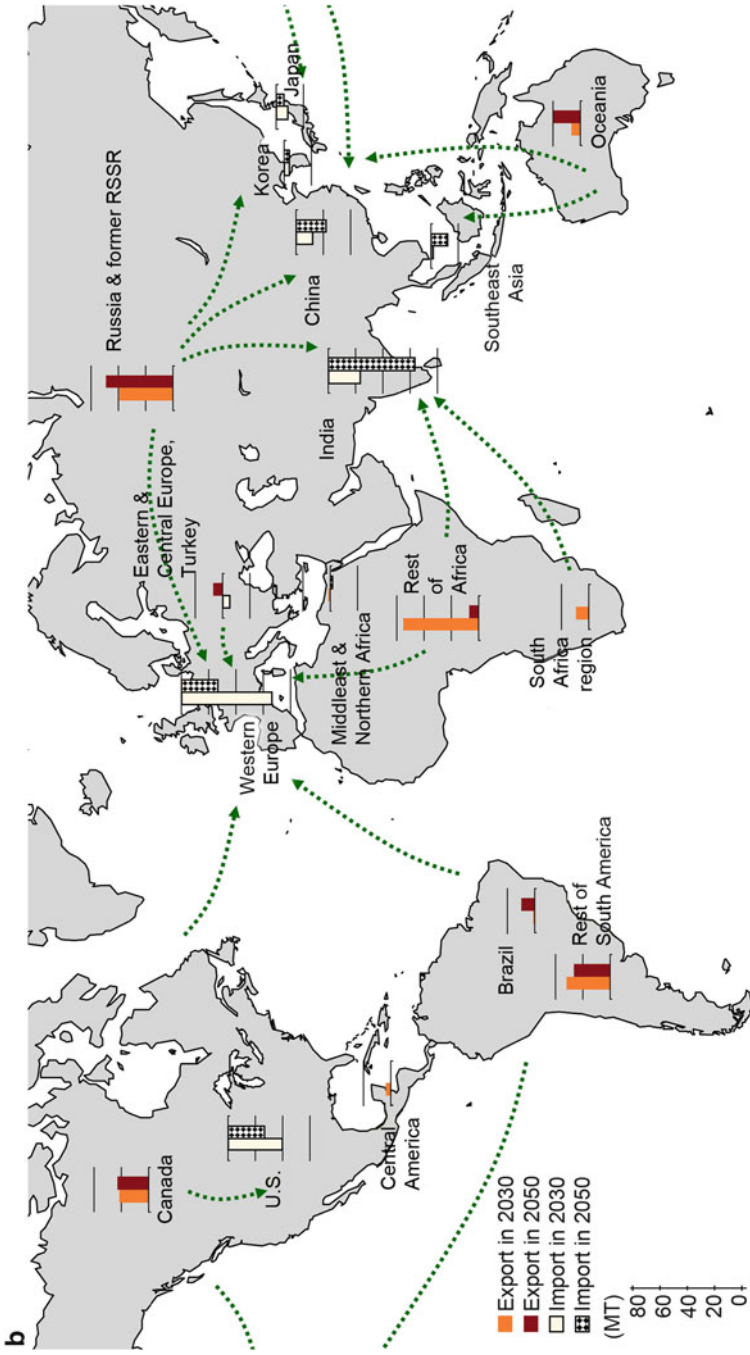 b
Canada
U.S.
Central
America
Brazil
Rest of
South America
Western
Europe
Eastern &
Central Europe,
Turkey
Middleast &
Northern Africa
Rest
of
Africa
South
Africa
region
Russia & former RSSR
India
China
Korea
Japan
Southeast
Asia
Oceania
Export in 2030
Export in 2050
Import in 2030
Import in 2050
(MT)
80
60
40
20
0